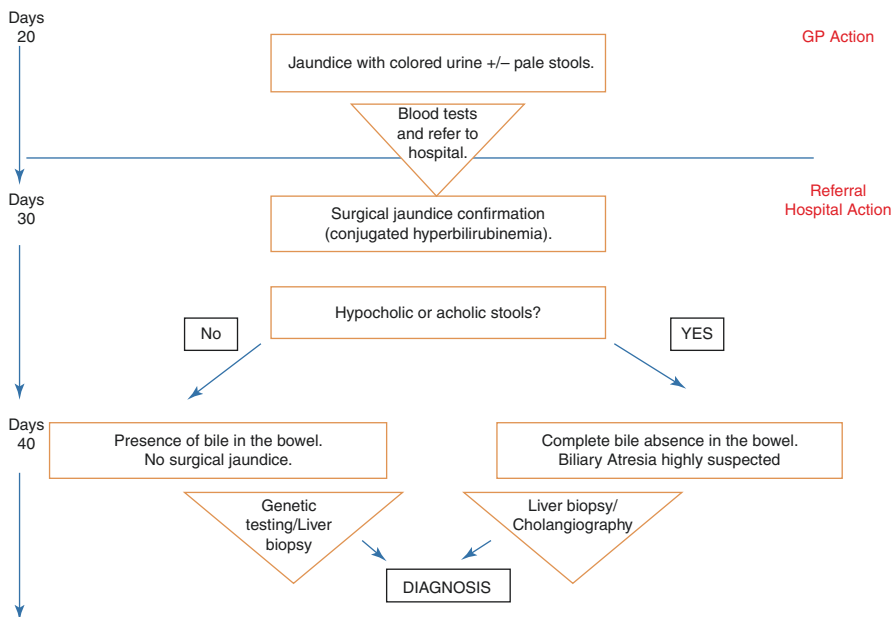 Days
20
GP Action
Jaundice with colored urine +/– pale stools.
Blood tests
and refer to
hospital.
Days
30
Referral
Hospital Action
Surgical jaundice confirmation
(conjugated hyperbilirubinemia).
Hypocholic or acholic stools?
No
YES
Days
40
Presence of bile in the bowel.
No surgical jaundice.
Complete bile absence in the bowel.
Biliary Atresia highly suspected
Genetic
testing/Liver
biopsy
Liver biopsy/
Cholangiography
DIAGNOSIS